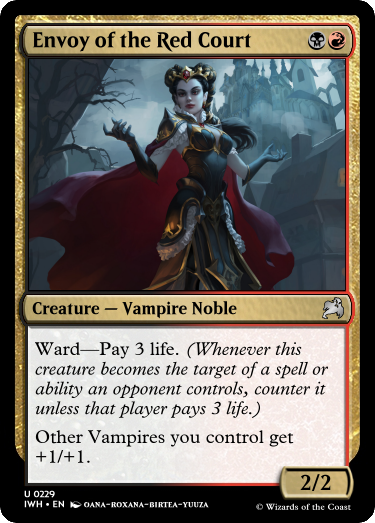 Envoy of the Red Court
Creature — Vampire Noble
Ward—Pay 3 life. (Whenever this
creature becomes the target of a spell or
ability an opponent controls, counter it
unless that player pays 3 life.)
Other Vampires you control get
+1/+1.
2/2
U 0229
IWH • EN OANA-ROXANA-BIRTEA-YUUZA
© Wizards of the Coast